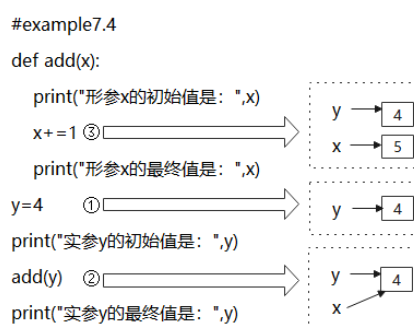 #example7.4
def add(x):
print("形参x的初始值是：",x)
x+=1 ③
y 4
x 5
print("形参x的最终值是：",x)
y=4 ①
y 4
print("实参y的初始值是：",y)
add(y) ②
y 4
x
print("实参y的最终值是：",y)